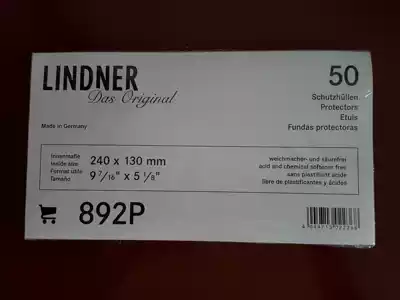 LINDNER
Das Original
Made in Germany
50
Schutzhüllen
Protectors
Etuis
Fundas protectoras
Innenmaße
inside size
Format utile
Tamaño
240 x 130 mm
9 7/16" x 5 1/8"
weichmacher- und säurefrei
acid and chemical softener free
sans plastifiant acide
libre de plastificantes y ácidos
892P